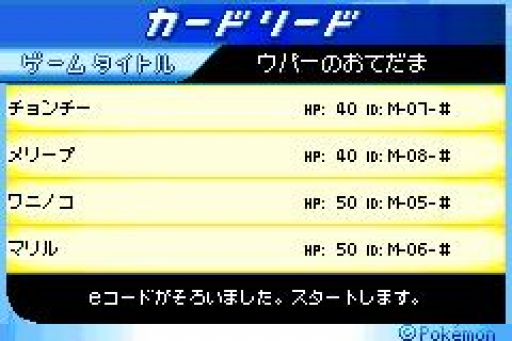 カードリード
ゲームタイトル ウパーのおてだま
チョンチー HP: 40 ID:M-07-#
メリープ HP: 40 ID:M-08-#
ワニノコ HP: 50 ID:M-05-#
マリル HP: 50 ID:M-06-#
eコードがそろいました。スタートします。
©Pokémon